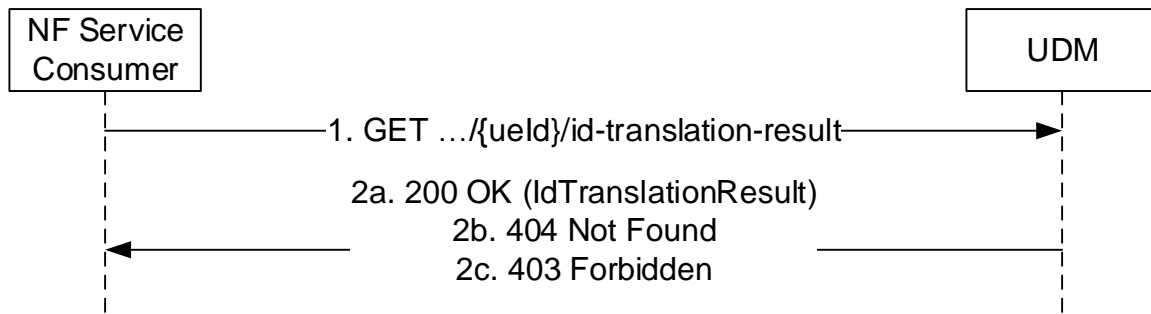 NF Service
Consumer
UDM
1. GET …/{ueId}/id-translation-result
2a. 200 OK (IdTranslationResult)
2b. 404 Not Found
2c. 403 Forbidden